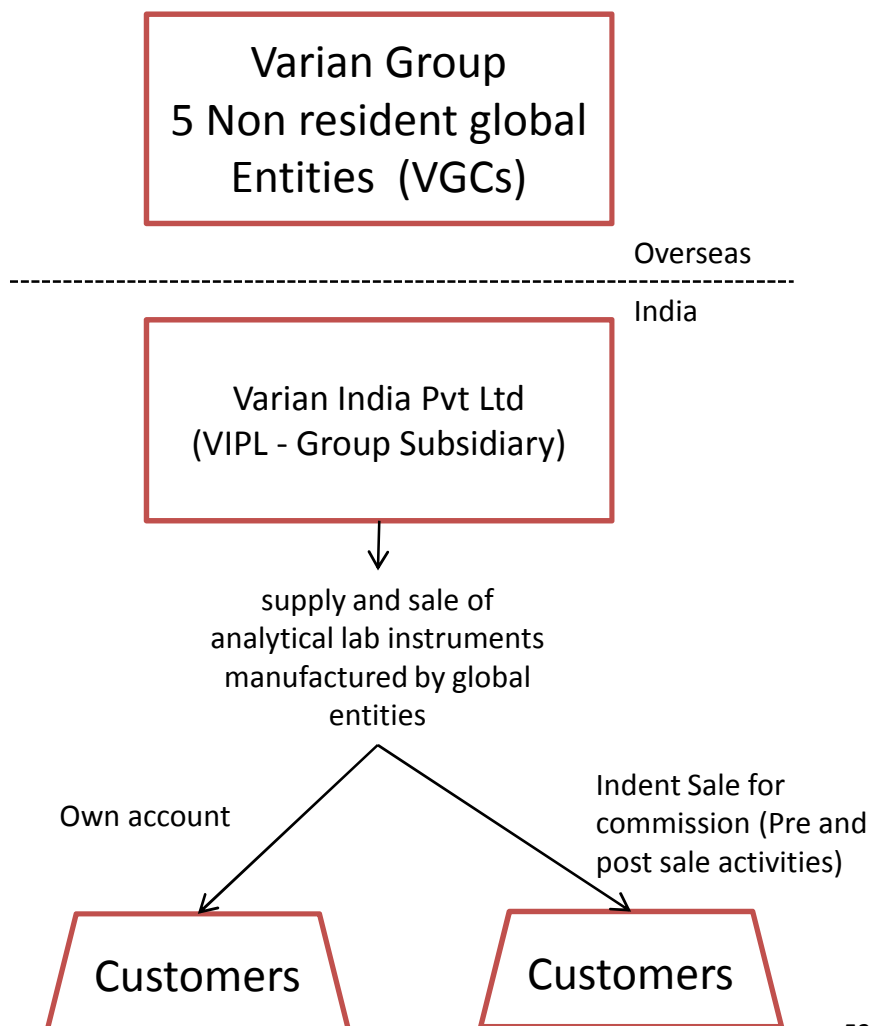 Varian Group
5 Non resident global
Entities (VGCs)
Overseas
India
Varian India Pvt Ltd
(VIPL - Group Subsidiary)
supply and sale of
analytical lab instruments
manufactured by global
entities
Own account
Indent Sale for
commission (Pre and
post sale activities)
Customers
Customers